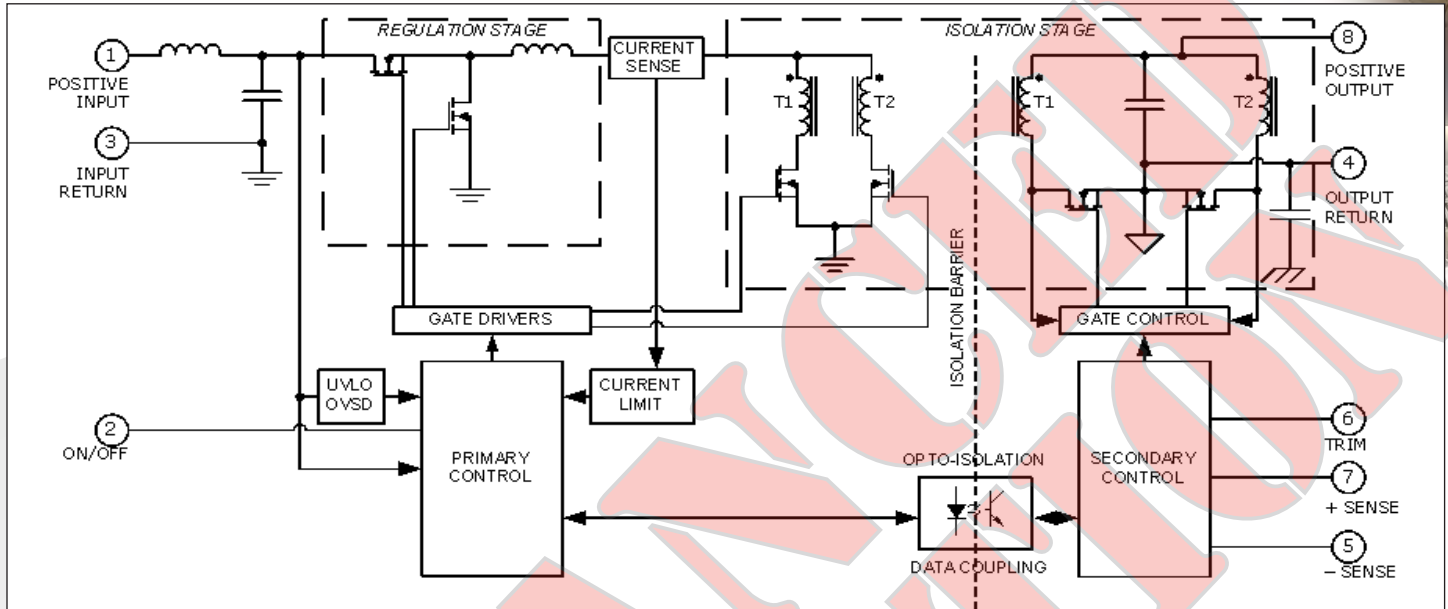 REGULATION STAGE
ISOLATION STAGE
1
POSITIVE
INPUT
3
INPUT
RETURN
CURRENT
SENSE
T1
T2
T1
T2
8
POSITIVE
OUTPUT
4
OUTPUT
RETURN
ISOLATION BARRIER
GATE DRIVERS
GATE CONTROL
UVLO
OVSD
CURRENT
LIMIT
2
ON/OFF
PRIMARY
CONTROL
OPTO-ISOLATION
DATA COUPLING
SECONDARY
CONTROL
6
TRIM
7
+ SENSE
5
– SENSE